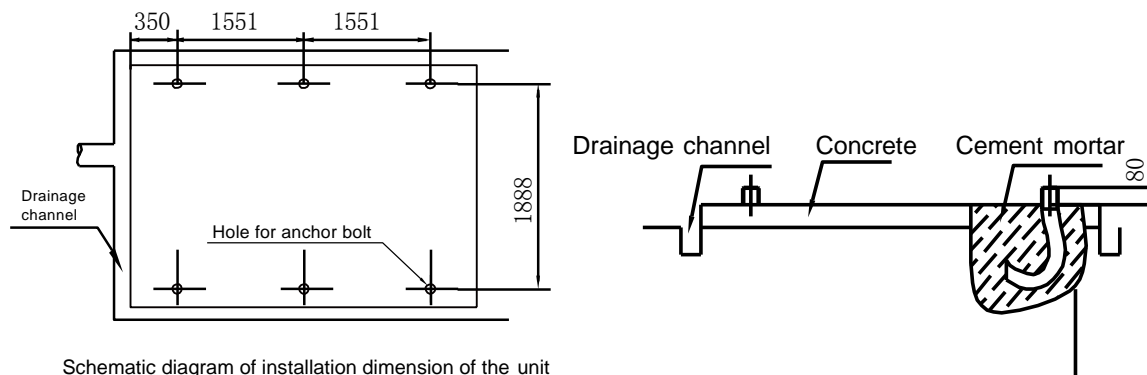 350 1551 1551
Drainage
channel
Hole for anchor bolt
1888
Schematic diagram of installation dimension of the unit
Drainage channel Concrete Cement mortar
80